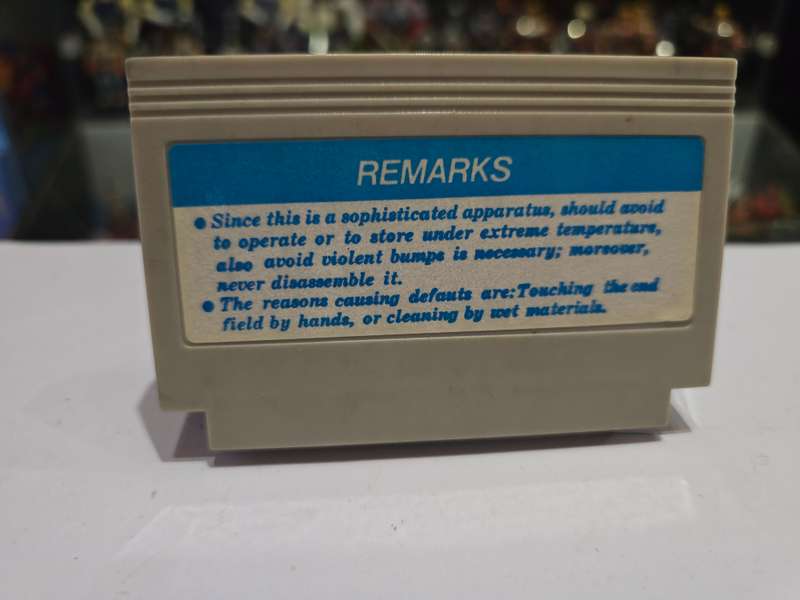 REMARKS
● Since this is a sophisticated apparatus, should avoid
to operate or to store under extreme temperature,
also avoid violent bumps is necessary; moreover,
never disassemble it.
● The reasons causing defauts are:Touching the end
field by hands, or cleaning by wet materials.